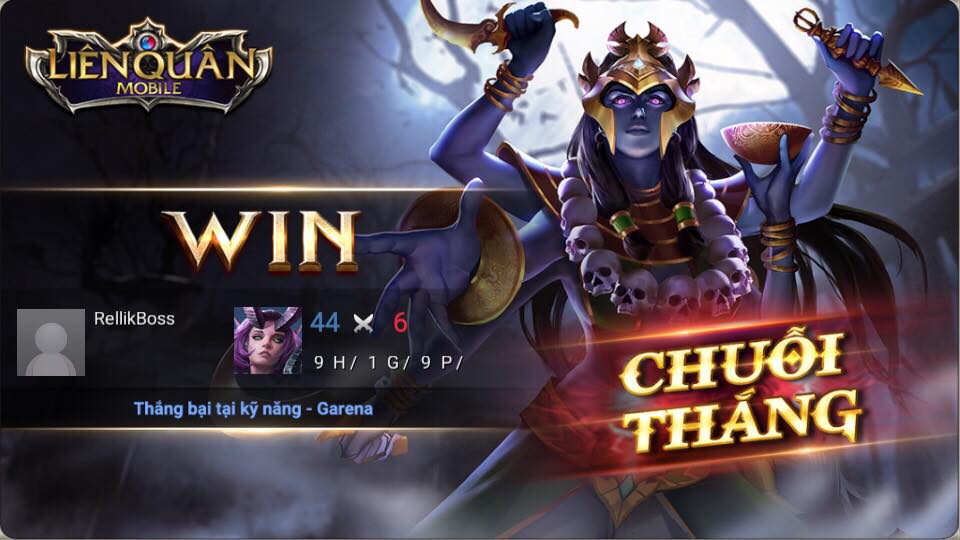 LIÊN QUÂN
MOBILE
WIN
RellikBoss
44 6
9 H/ 1 G/ 9 P/
Thắng bại tại kỹ năng - Garena
CHUỖI
THẮNG